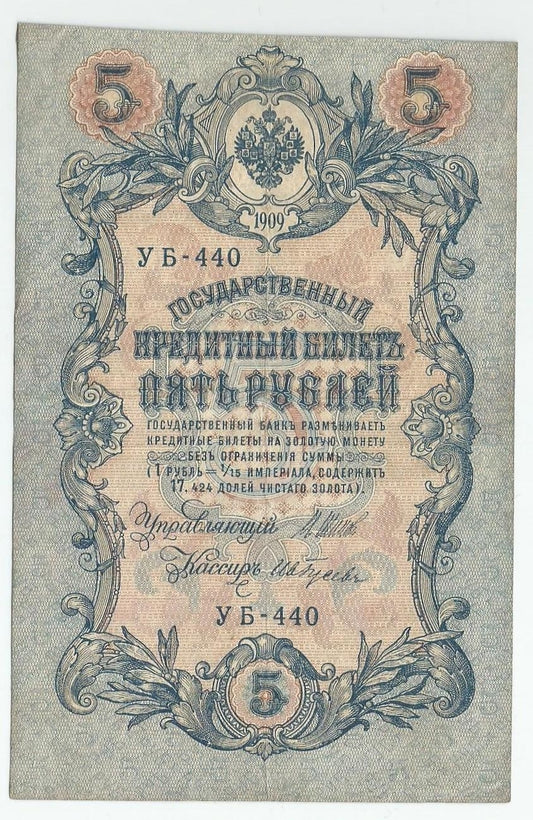 5 5
1909
УБ-440
ГОСУДАРСТВЕННЫЙ
КРЕДИТНЫЙ БИЛЕТЪ
ПЯТЬ РУБЛЕЙ
ГОСУДАРСТВЕННЫЙ БАНКЪ РАЗМѢНИВАЕТЪ
КРЕДИТНЫЕ БИЛЕТЫ НА ЗОЛОТУЮ МОНЕТУ
БЕЗЪ ОГРАНИЧЕНІЯ СУММЫ
(1 РУБЛЬ = 1/15 ИМПЕРІАЛА, СОДЕРЖИТЪ
17.424 ДОЛЕЙ ЧИСТАГО ЗОЛОТА).
Управляющій
Кассиръ
УБ-440
5